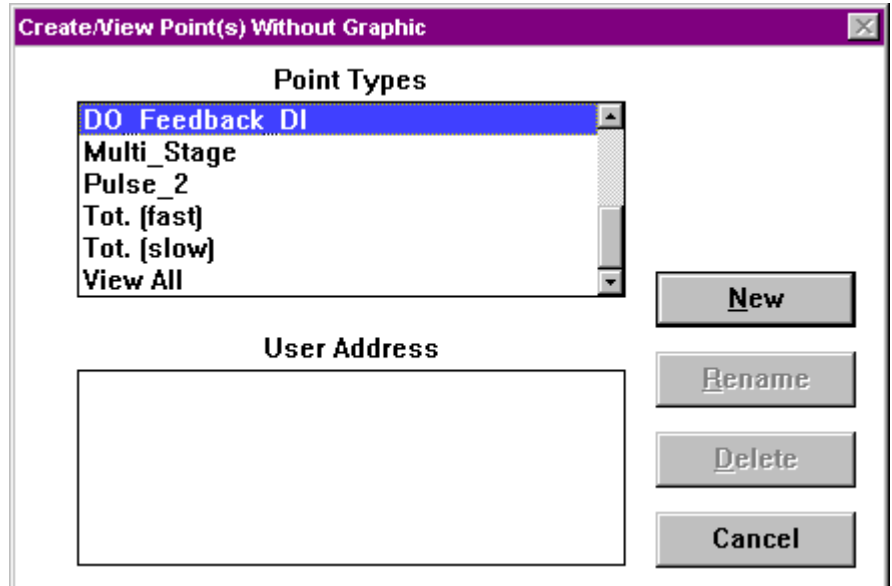 Create/View Point(s) Without Graphic
Point Types
DO_Feedback_DI
Multi_Stage
Pulse_2
Tot. (fast)
Tot. (slow)
View All
New
User Address
Rename
Delete
Cancel